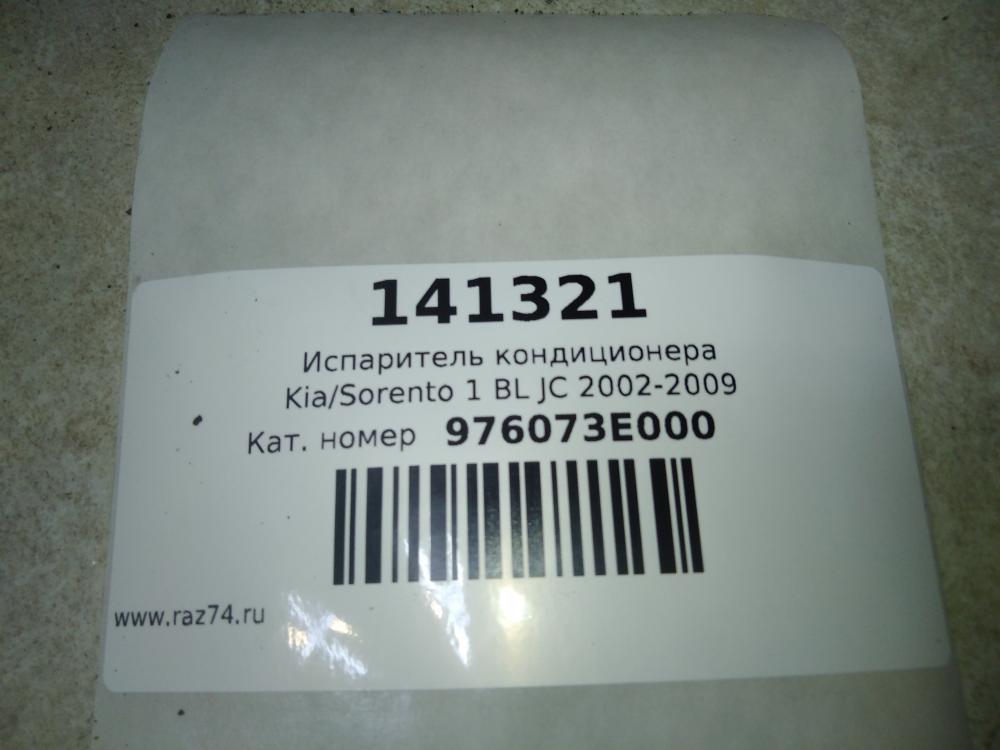 141321
Испаритель кондиционера
Kia/Sorento 1 BL JC 2002-2009
Кат. номер 976073E000
www.raz74.ru